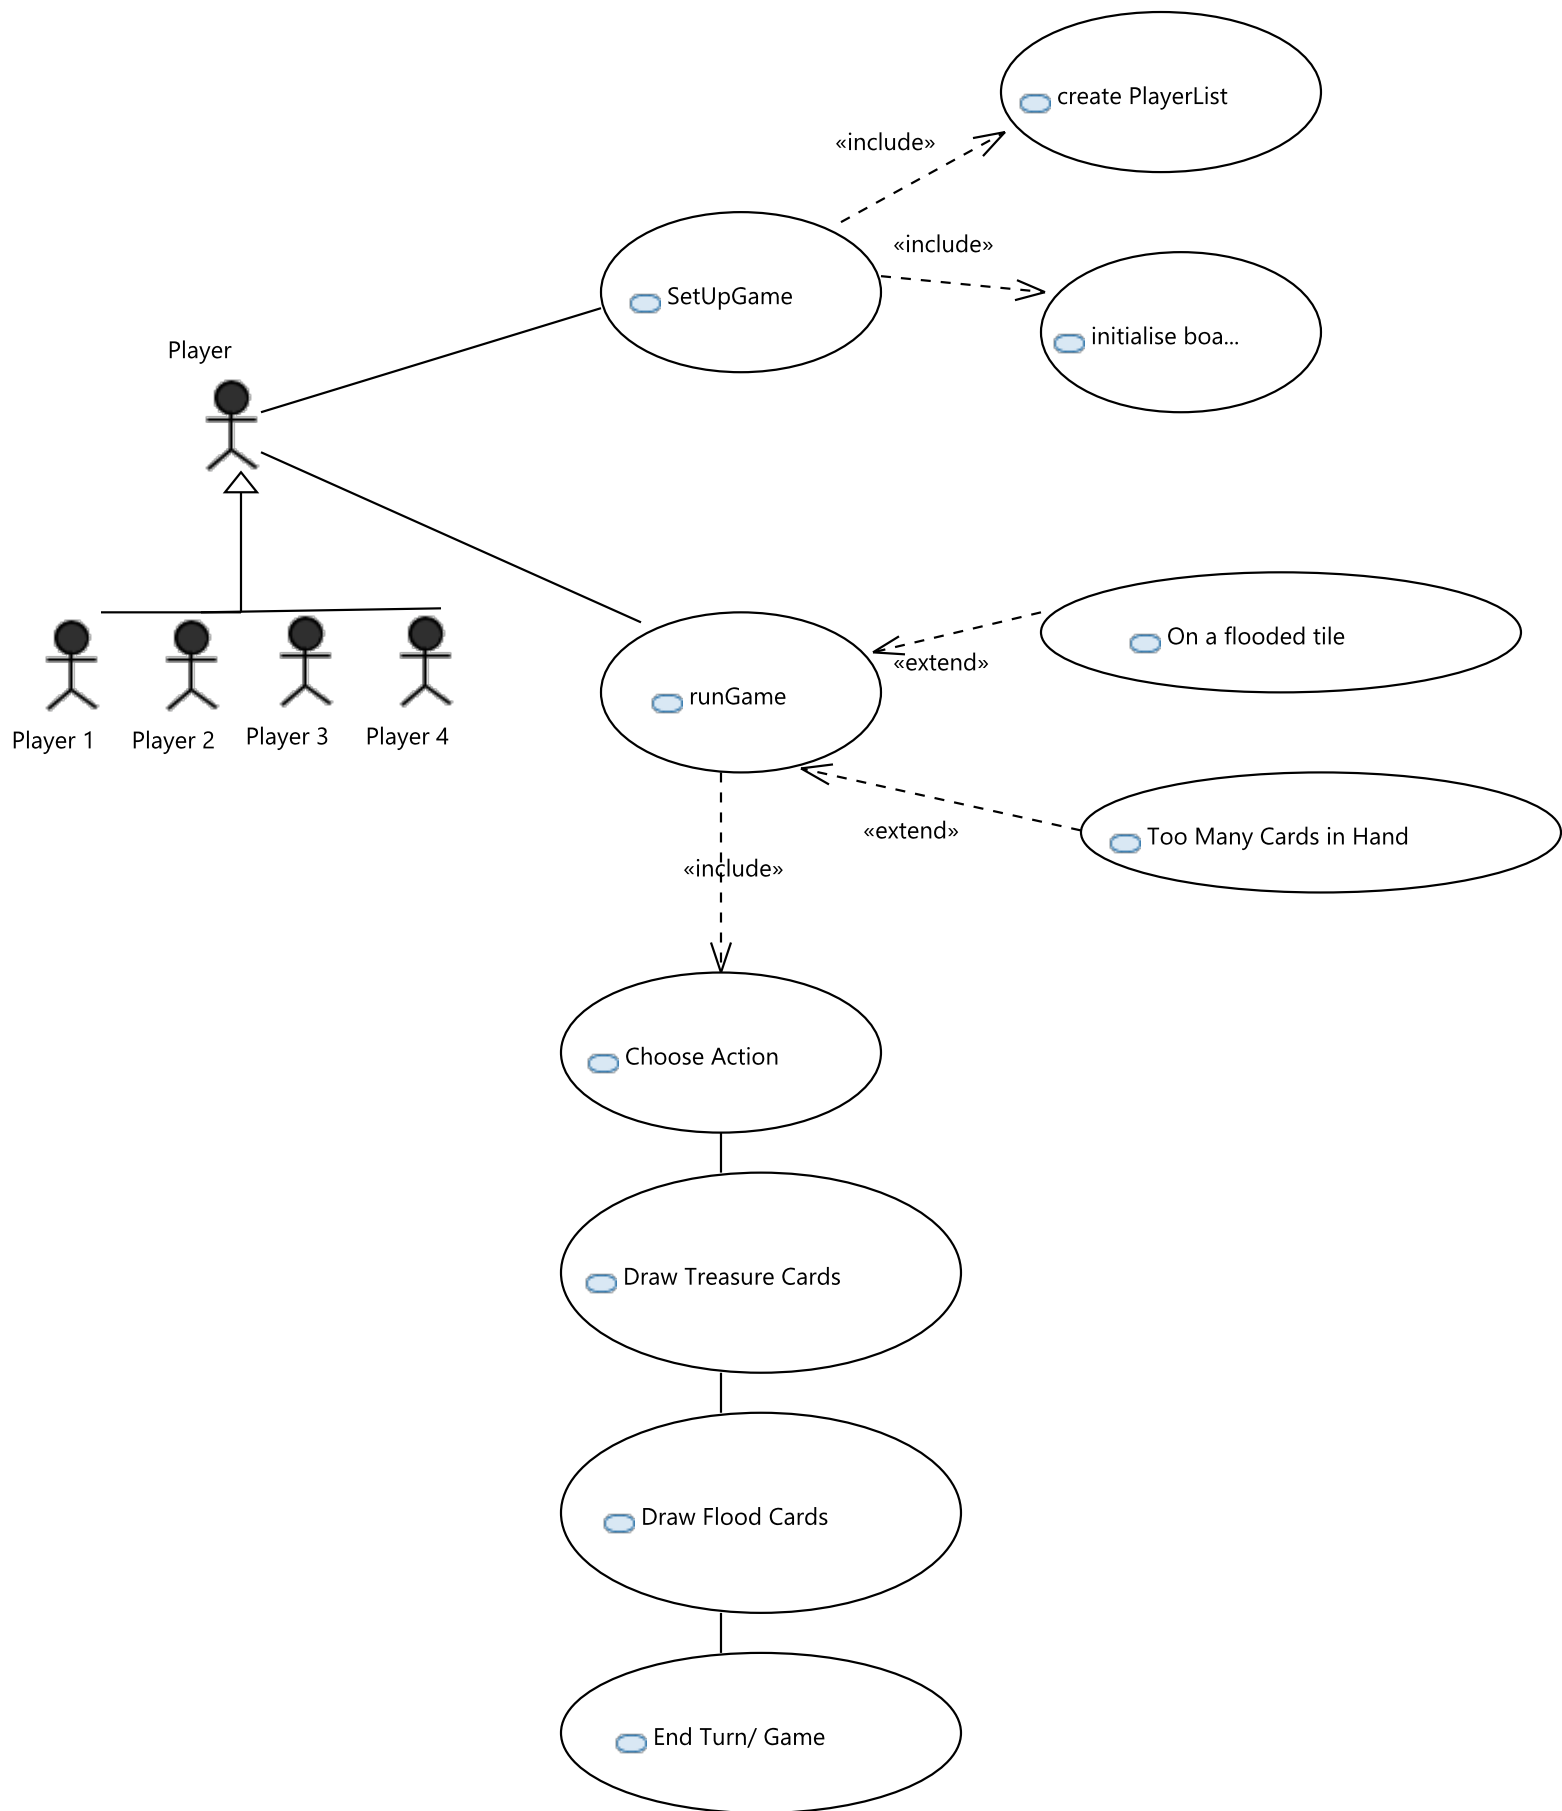 create PlayerList
«include»
«include»
SetUpGame
initialise boa...
Player
On a flooded tile
«extend»
runGame
Player 1
Player 2
Player 3
Player 4
«extend»
Too Many Cards in Hand
«include»
Choose Action
Draw Treasure Cards
Draw Flood Cards
End Turn/ Game